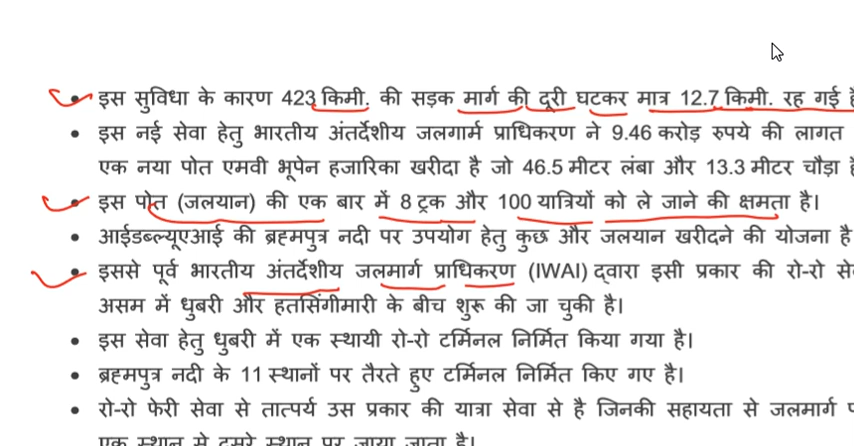 इस सुविधा के कारण 423 किमी. की सड़क मार्ग की दूरी घटकर मात्र 12.7 किमी. रह गई
इस नई सेवा हेतु भारतीय अंतर्देशीय जलगार्म प्राधिकरण ने 9.46 करोड़ रुपये की लागत
एक नया पोत एमवी भूपेन हजारिका खरीदा है जो 46.5 मीटर लंबा और 13.3 मीटर चौड़ा
इस पोत (जलयान) की एक बार में 8 ट्रक और 100 यात्रियों को ले जाने की क्षमता है।
आईडब्ल्यूएआई की ब्रह्मपुत्र नदी पर उपयोग हेतु कुछ और जलयान खरीदने की योजना है
इससे पूर्व भारतीय अंतर्देशीय जलमार्ग प्राधिकरण (IWAI) द्वारा इसी प्रकार की रो-रो
असम में धुबरी और हतसिंगीमारी के बीच शुरू की जा चुकी है।
इस सेवा हेतु धुबरी में एक स्थायी रो-रो टर्मिनल निर्मित किया गया है।
ब्रह्मपुत्र नदी के 11 स्थानों पर तैरते हुए टर्मिनल निर्मित किए गए है।
रो-रो फेरी सेवा से तात्पर्य उस प्रकार की यात्रा सेवा से है जिनकी सहायता से जलमार्ग
एक स्थान से दूसरे स्थान पर जाया जाता है।